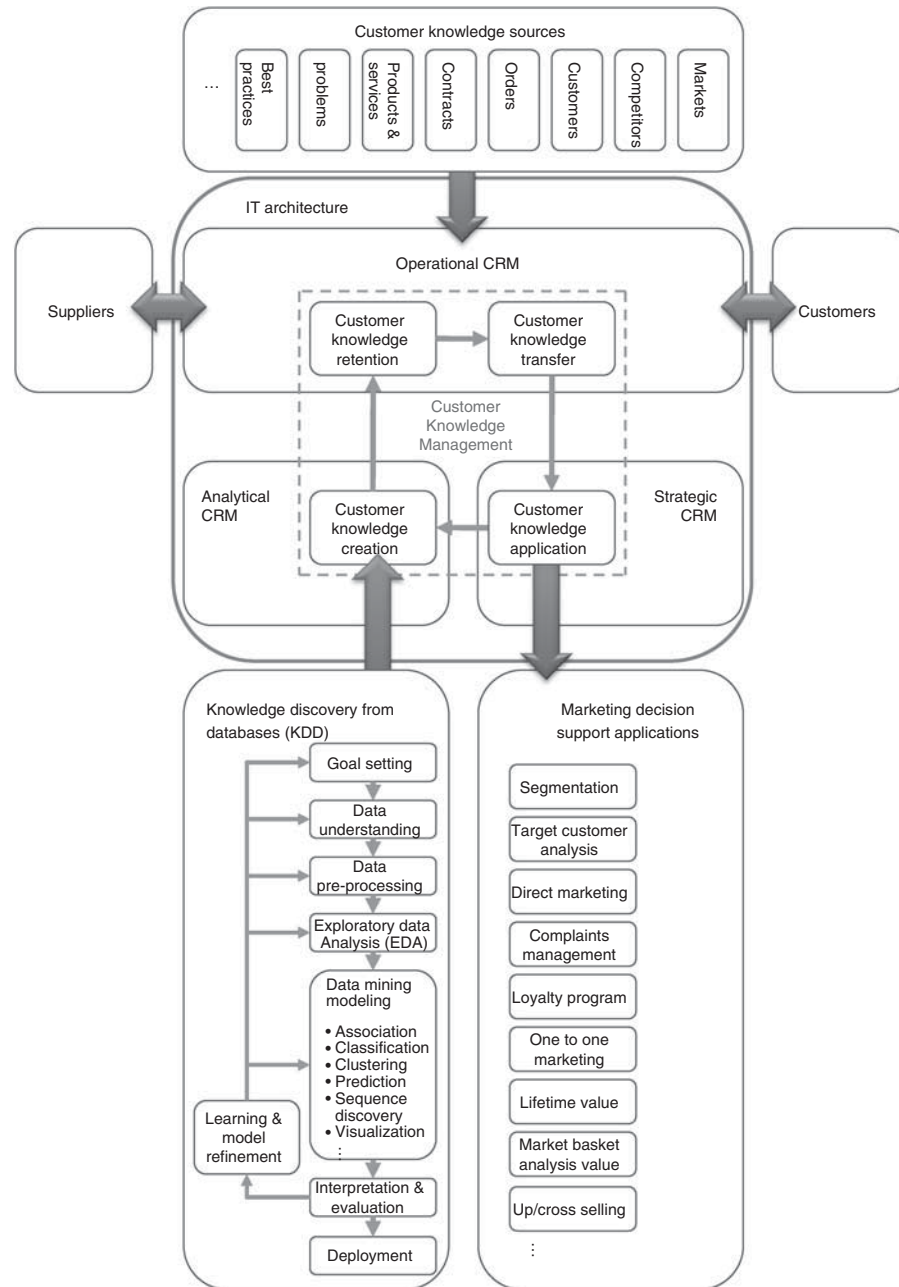 Customer knowledge sources
...
Best
practices
problems
Products &
services
Contracts
Orders
Customers
Competitors
Markets
IT architecture
Operational CRM
Suppliers
Customers
Customer
knowledge
retention
Customer
knowledge
transfer
Customer
Knowledge
Management
Analytical
CRM
Customer
knowledge
creation
Customer
knowledge
application
Strategic
CRM
Knowledge discovery from
databases (KDD)
Goal setting
Data
understanding
Data
pre-processing
Exploratory data
Analysis (EDA)
Data mining
modeling
• Association
• Classification
• Clustering
• Prediction
• Sequence
discovery
• Visualization
⋮
Learning &
model
refinement
Interpretation &
evaluation
Deployment
Marketing decision
support applications
Segmentation
Target customer
analysis
Direct marketing
Complaints
management
Loyalty program
One to one
marketing
Lifetime value
Market basket
analysis value
Up/cross selling
⋮